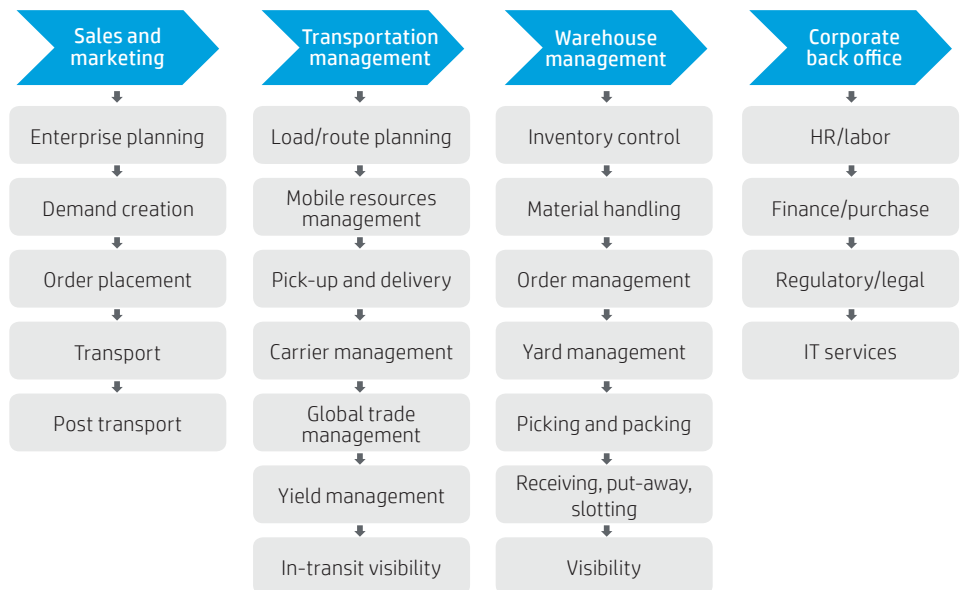 Sales and
marketing
Enterprise planning
Demand creation
Order placement
Transport
Post transport
Transportation
management
Load/route planning
Mobile resources
management
Pick-up and delivery
Carrier management
Global trade
management
Yield management
In-transit visibility
Warehouse
management
Inventory control
Material handling
Order management
Yard management
Picking and packing
Receiving, put-away,
slotting
Visibility
Corporate
back office
HR/labor
Finance/purchase
Regulatory/legal
IT services